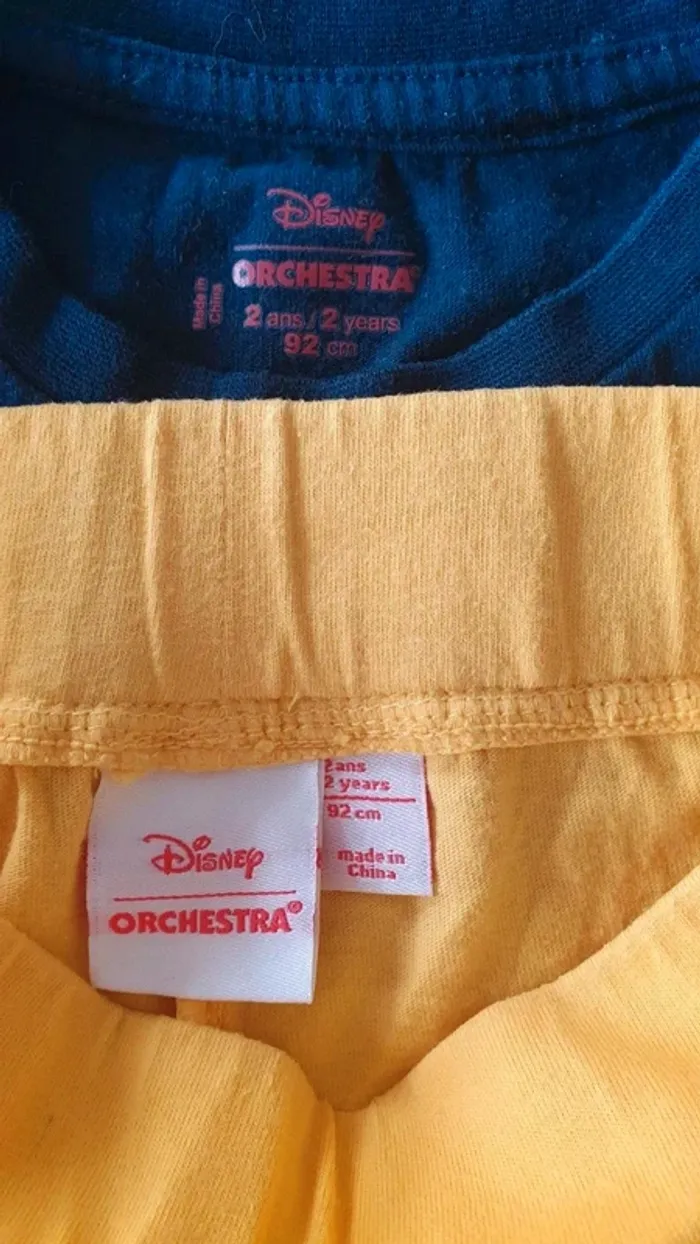 Disney
ORCHESTRA®
Made in
China
2 ans / 2 years
92 cm
Disney
ORCHESTRA®
2 ans
2 years
92 cm
made in
China